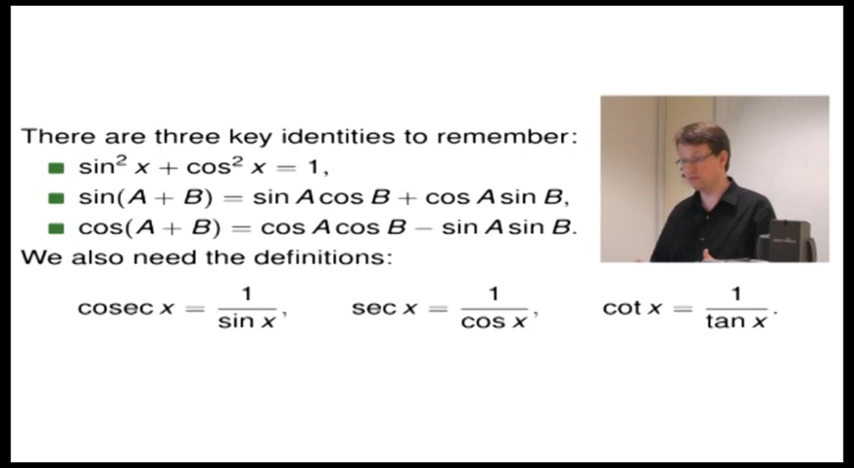 There are three key identities to remember:
sin² x + cos² x = 1,
sin(A + B) = sin A cos B + cos A sin B,
cos(A + B) = cos A cos B − sin A sin B.
We also need the definitions:
cosec x = 1/sin x, sec x = 1/cos x, cot x = 1/tan x.